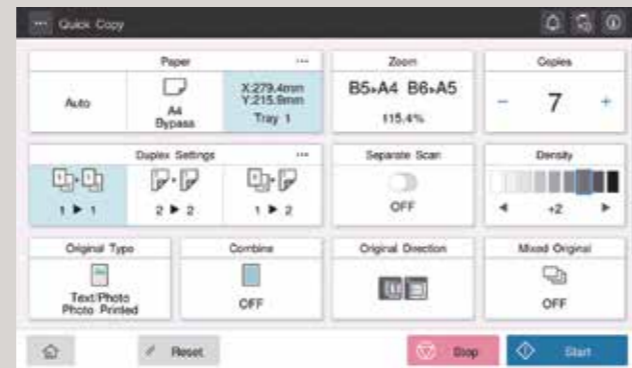 Quick Copy
Paper
Auto
A4
Bypass
X:279.4mm
Y:215.9mm
Tray 1
Zoom
B5▸A4 B6▸A5
115.4%
Copies
- 7 +
Duplex Settings
1 ▶ 1
2 ▶ 2
1 ▶ 2
Separate Scan
OFF
Density
◀ +2 ▶
Original Type
Text/Photo
Photo Printed
Combine
OFF
Original Direction
Mixed Original
OFF
Reset
Stop
Start